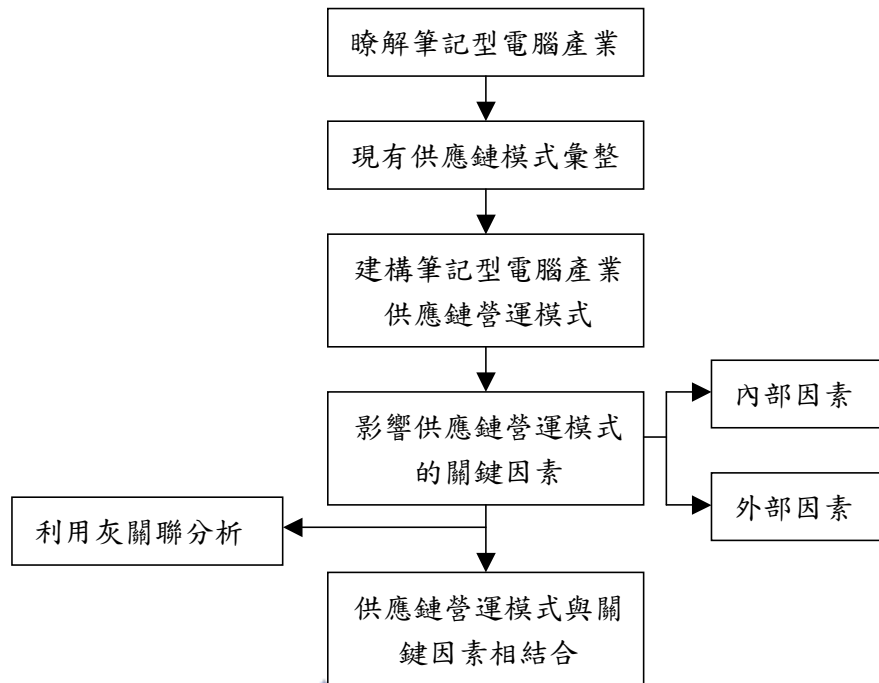 瞭解筆記型電腦產業
現有供應鏈模式彙整
建構筆記型電腦產業
供應鏈營運模式
影響供應鏈營運模式
的關鍵因素
內部因素
外部因素
利用灰關聯分析
供應鏈營運模式與關
鍵因素相結合